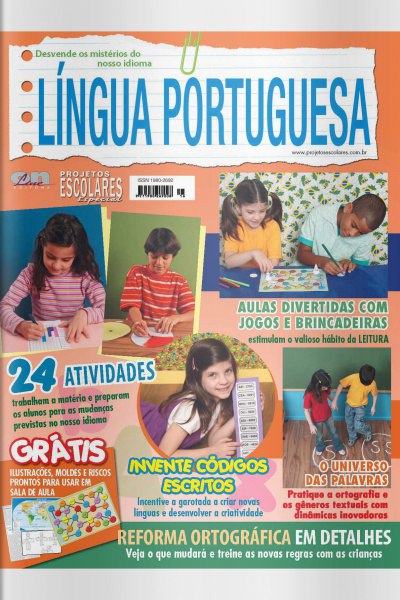 Desvende os mistérios do
nosso idioma
LÍNGUA PORTUGUESA
www.projetosescolares.com.br
on
EDITORA
PROJETOS
ESCOLARES
Especial
ISSN 1980-2692
AULAS DIVERTIDAS COM
JOGOS E BRINCADEIRAS
estimulam o valioso hábito da LEITURA
24 ATIVIDADES
trabalham a matéria e preparam
os alunos para as mudanças
previstas no nosso idioma
GRÁTIS
ILUSTRAÇÕES, MOLDES E RISCOS
PRONTOS PARA USAR EM
SALA DE AULA
INVENTE CÓDIGOS
ESCRITOS
Incentive a garotada a criar novas
línguas e desenvolver a criatividade
O UNIVERSO
DAS PALAVRAS
Pratique a ortografia e
os gêneros textuais com
dinâmicas inovadoras
REFORMA ORTOGRÁFICA EM DETALHES
Veja o que mudará e treine as novas regras com as crianças